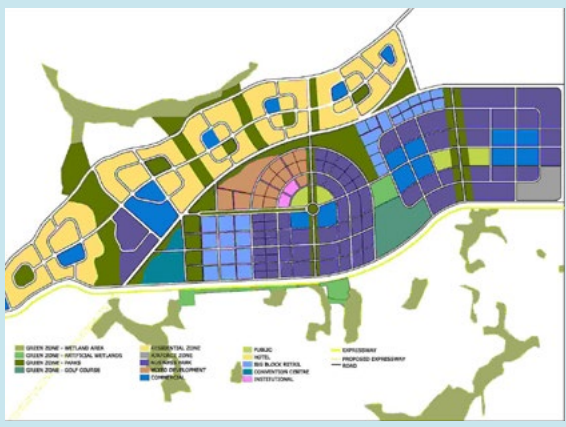 GREEN ZONE - WETLAND AREA
GREEN ZONE - ARTIFICIAL WETLANDS
GREEN ZONE - PARKS
GREEN ZONE - GOLF COURSE
RESIDENTIAL ZONE
ZONE
BUSINESS PARK
MIXED DEVELOPMENT
COMMERCIAL
PUBLIC
HOTEL
BIG BLOCK RETAIL
CONVENTION CENTRE
INSTITUTIONAL
EXPRESSWAY
PROPOSED EXPRESSWAY
ROAD